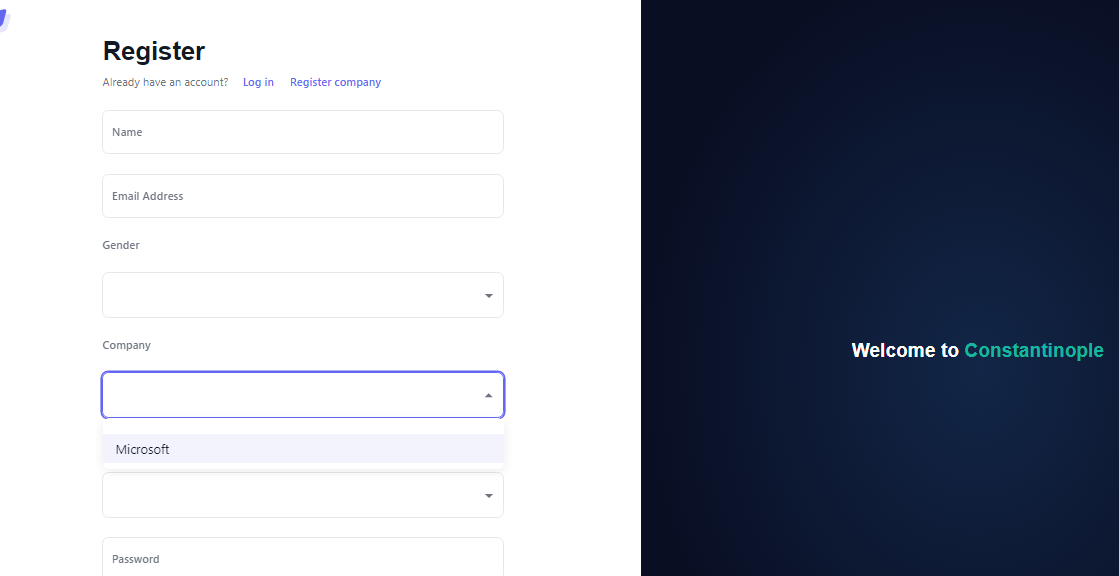 Register
Already have an account? Log in Register company
Name
Email Address
Gender
Company
Welcome to Constantinople
Microsoft
Password